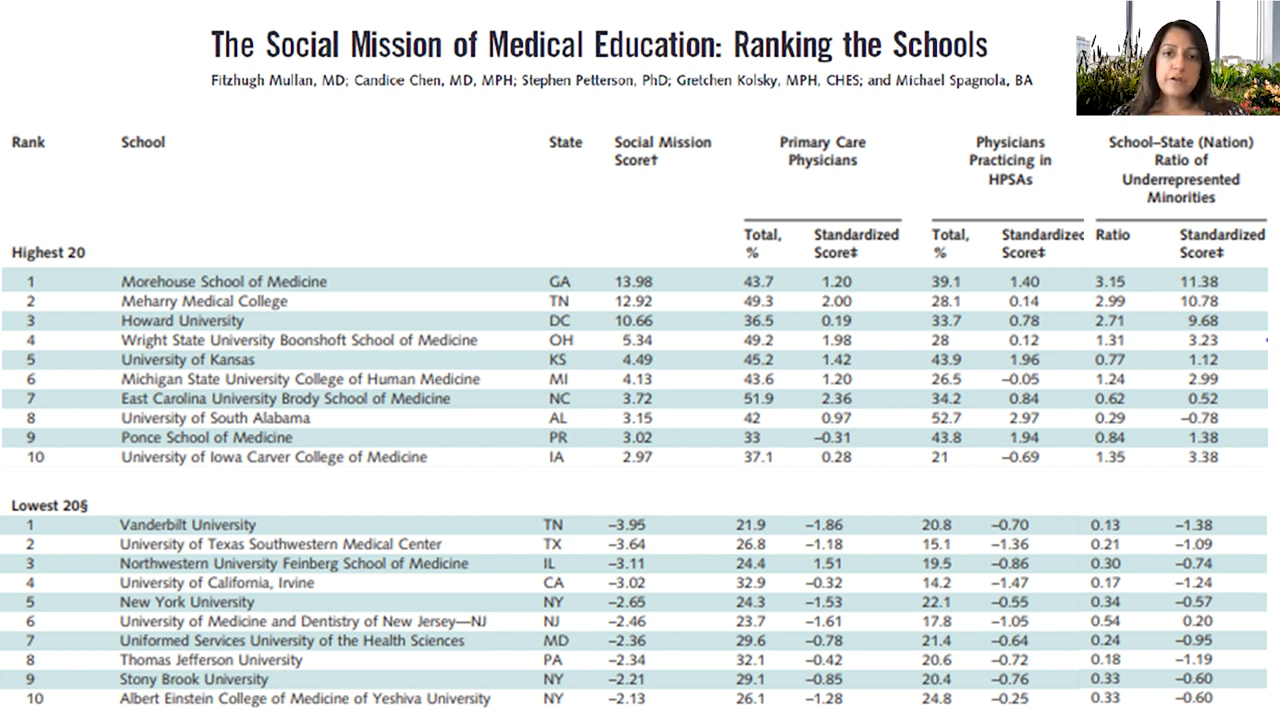 The Social Mission of Medical Education: Ranking the Schools
Fitzhugh Mullan, MD; Candice Chen, MD, MPH; Stephen Petterson, PhD; Gretchen Kolsky, MPH, CHES; and Michael Spagnola, BA
Rank School State Social Mission Score† Primary Care Physicians Physicians Practicing in HPSAs School–State (Nation) Ratio of Underrepresented Minorities
Total, % Standardized Score‡ Total, % Standardized Score‡ Ratio Standardized Score‡
Highest 20
1 Morehouse School of Medicine GA 13.98 43.7 1.20 39.1 1.40 3.15 11.38
2 Meharry Medical College TN 12.92 49.3 2.00 28.1 0.14 2.99 10.78
3 Howard University DC 10.66 36.5 0.19 33.7 0.78 2.71 9.68
4 Wright State University Boonshoft School of Medicine OH 5.34 49.2 1.98 28 0.12 1.31 3.23
5 University of Kansas KS 4.49 45.2 1.42 43.9 1.96 0.77 1.12
6 Michigan State University College of Human Medicine MI 4.13 43.6 1.20 26.5 –0.05 1.24 2.99
7 East Carolina University Brody School of Medicine NC 3.72 51.9 2.36 34.2 0.84 0.62 0.52
8 University of South Alabama AL 3.15 42 0.97 52.7 2.97 0.29 –0.78
9 Ponce School of Medicine PR 3.02 33 –0.31 43.8 1.94 0.84 1.38
10 University of Iowa Carver College of Medicine IA 2.97 37.1 0.28 21 –0.69 1.35 3.38
Lowest 20§
1 Vanderbilt University TN –3.95 21.9 –1.86 20.8 –0.70 0.13 –1.38
2 University of Texas Southwestern Medical Center TX –3.64 26.8 –1.18 15.1 –1.36 0.21 –1.09
3 Northwestern University Feinberg School of Medicine IL –3.11 24.4 1.51 19.5 –0.86 0.30 –0.74
4 University of California, Irvine CA –3.02 32.9 –0.32 14.2 –1.47 0.17 –1.24
5 New York University NY –2.65 24.3 –1.53 22.1 –0.55 0.34 –0.57
6 University of Medicine and Dentistry of New Jersey—NJ NJ –2.46 23.7 –1.61 17.8 –1.05 0.54 0.20
7 Uniformed Services University of the Health Sciences MD –2.36 29.6 –0.78 21.4 –0.64 0.24 –0.95
8 Thomas Jefferson University PA –2.34 32.1 –0.42 20.6 –0.72 0.18 –1.19
9 Stony Brook University NY –2.21 29.1 –0.85 20.4 –0.76 0.33 –0.60
10 Albert Einstein College of Medicine of Yeshiva University NY –2.13 26.1 –1.28 24.8 –0.25 0.33 –0.60